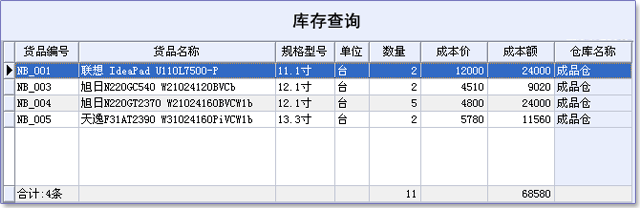 库存查询
货品编号 货品名称 规格型号 单位 数量 成本价 成本额 仓库名称
NB_001 联想 IdeaPad U110L7500-P 11.1寸 台 2 12000 24000 成品仓
NB_003 旭日N220GC540 W21024120BVCb 12.1寸 台 2 4510 9020 成品仓
NB_004 旭日N220GT2370 W21024160BVCW1b 12.1寸 台 5 4800 24000 成品仓
NB_005 天逸F31AT2390 W31024160PiVCW1b 13.3寸 台 2 5780 11560 成品仓
合计:4条 11 68580